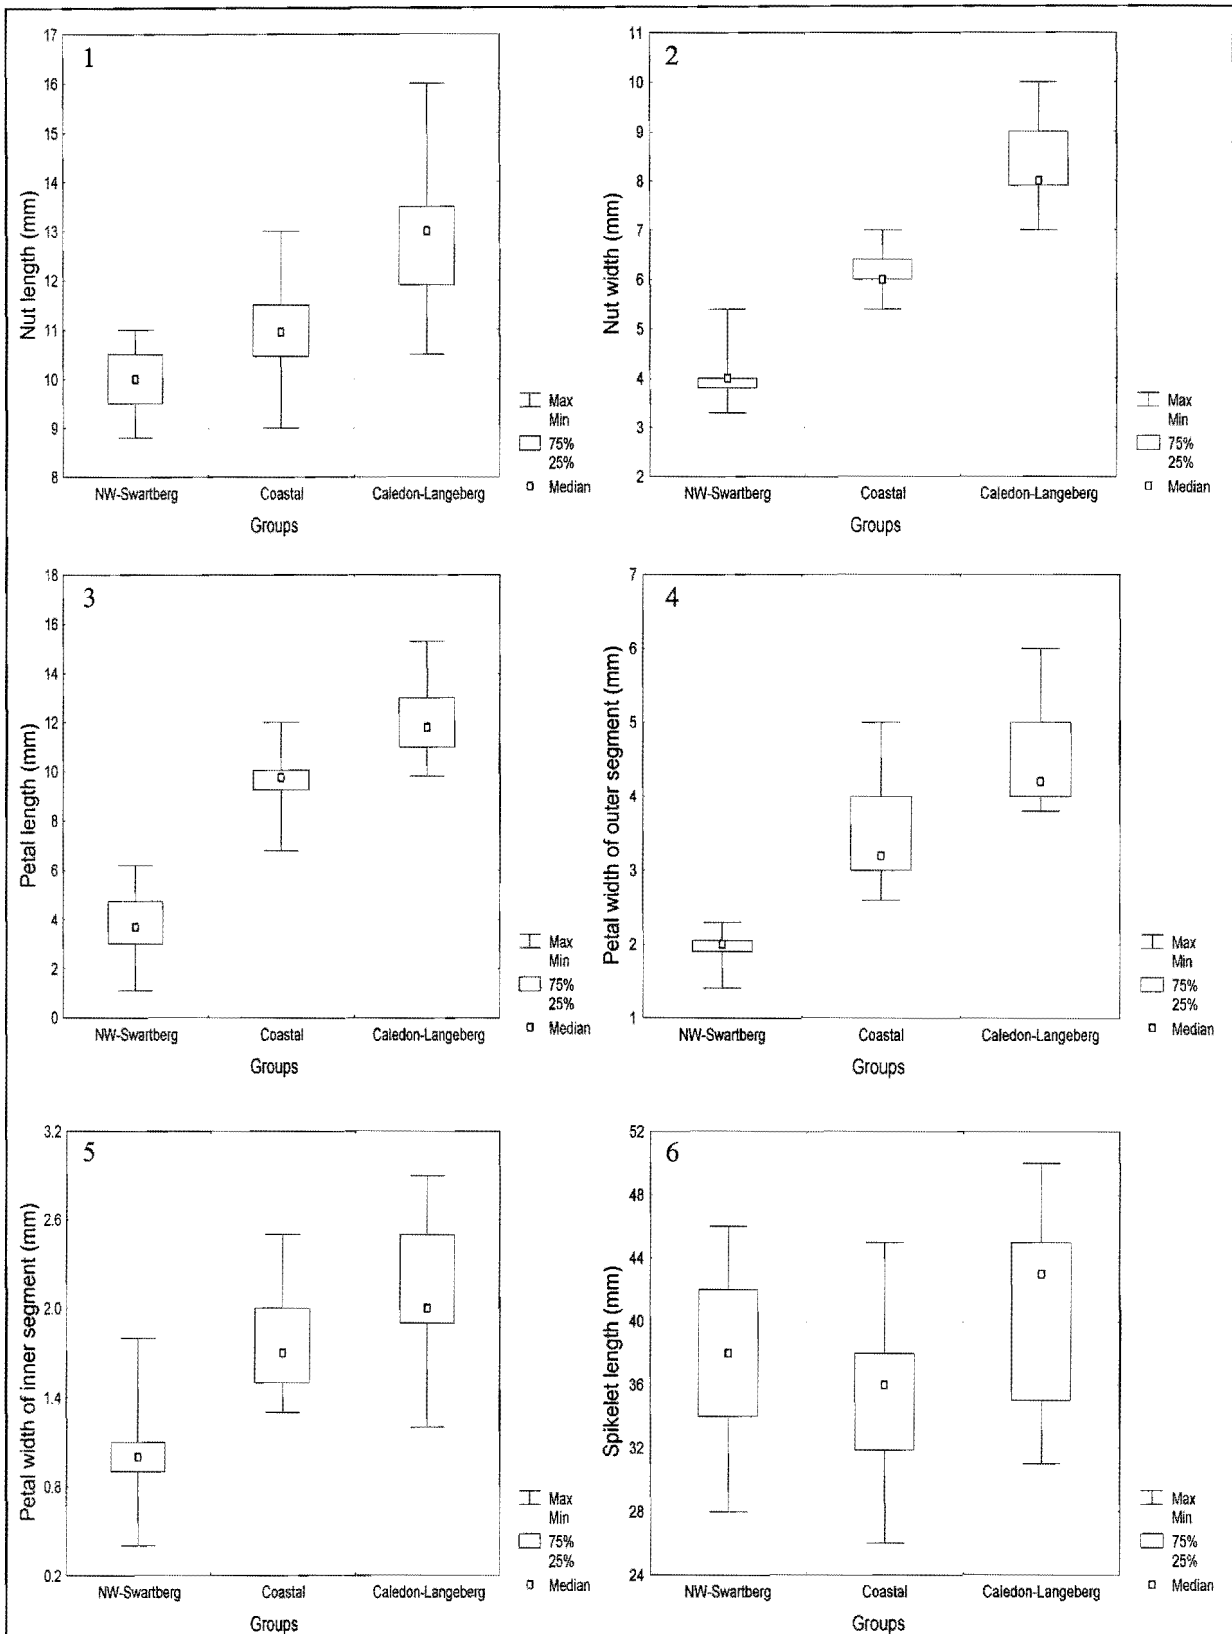 1
Nut length (mm)
17
16
15
14
13
12
11
10
9
8
NW-Swartberg Coastal Caledon-Langeberg
Groups
Max
Min
75%
25%
Median
2
Nut width (mm)
11
10
9
8
7
6
5
4
3
2
NW-Swartberg Coastal Caledon-Langeberg
Groups
Max
Min
75%
25%
Median
3
Petal length (mm)
18
16
14
12
10
8
6
4
2
0
NW-Swartberg Coastal Caledon-Langeberg
Groups
Max
Min
75%
25%
Median
4
Petal width of outer segment (mm)
7
6
5
4
3
2
1
NW-Swartberg Coastal Caledon-Langeberg
Groups
Max
Min
75%
25%
Median
5
Petal width of inner segment (mm)
3.2
2.6
2.0
1.4
0.8
0.2
NW-Swartberg Coastal Caledon-Langeberg
Groups
Max
Min
75%
25%
Median
6
Spikelet length (mm)
52
48
44
40
36
32
28
24
NW-Swartberg Coastal Caledon-Langeberg
Groups
Max
Min
75%
25%
Median